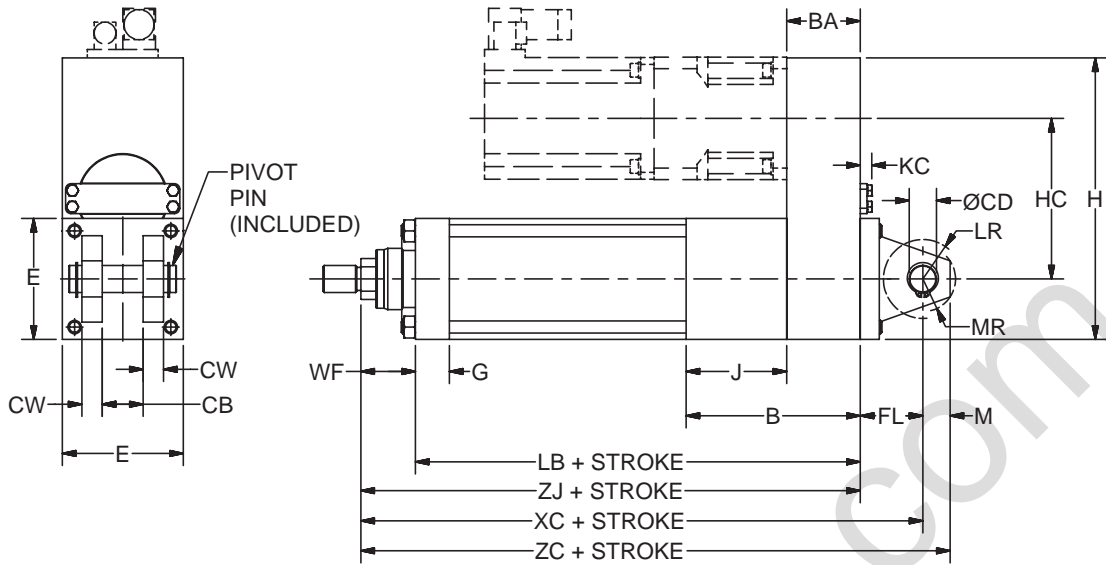 BA
KC
HC
H
ØCD
LR
MR
PIVOT
PIN
(INCLUDED)
E
CW
CW
CB
E
WF
G
J
B
FL
M
LB + STROKE
ZJ + STROKE
XC + STROKE
ZC + STROKE
com